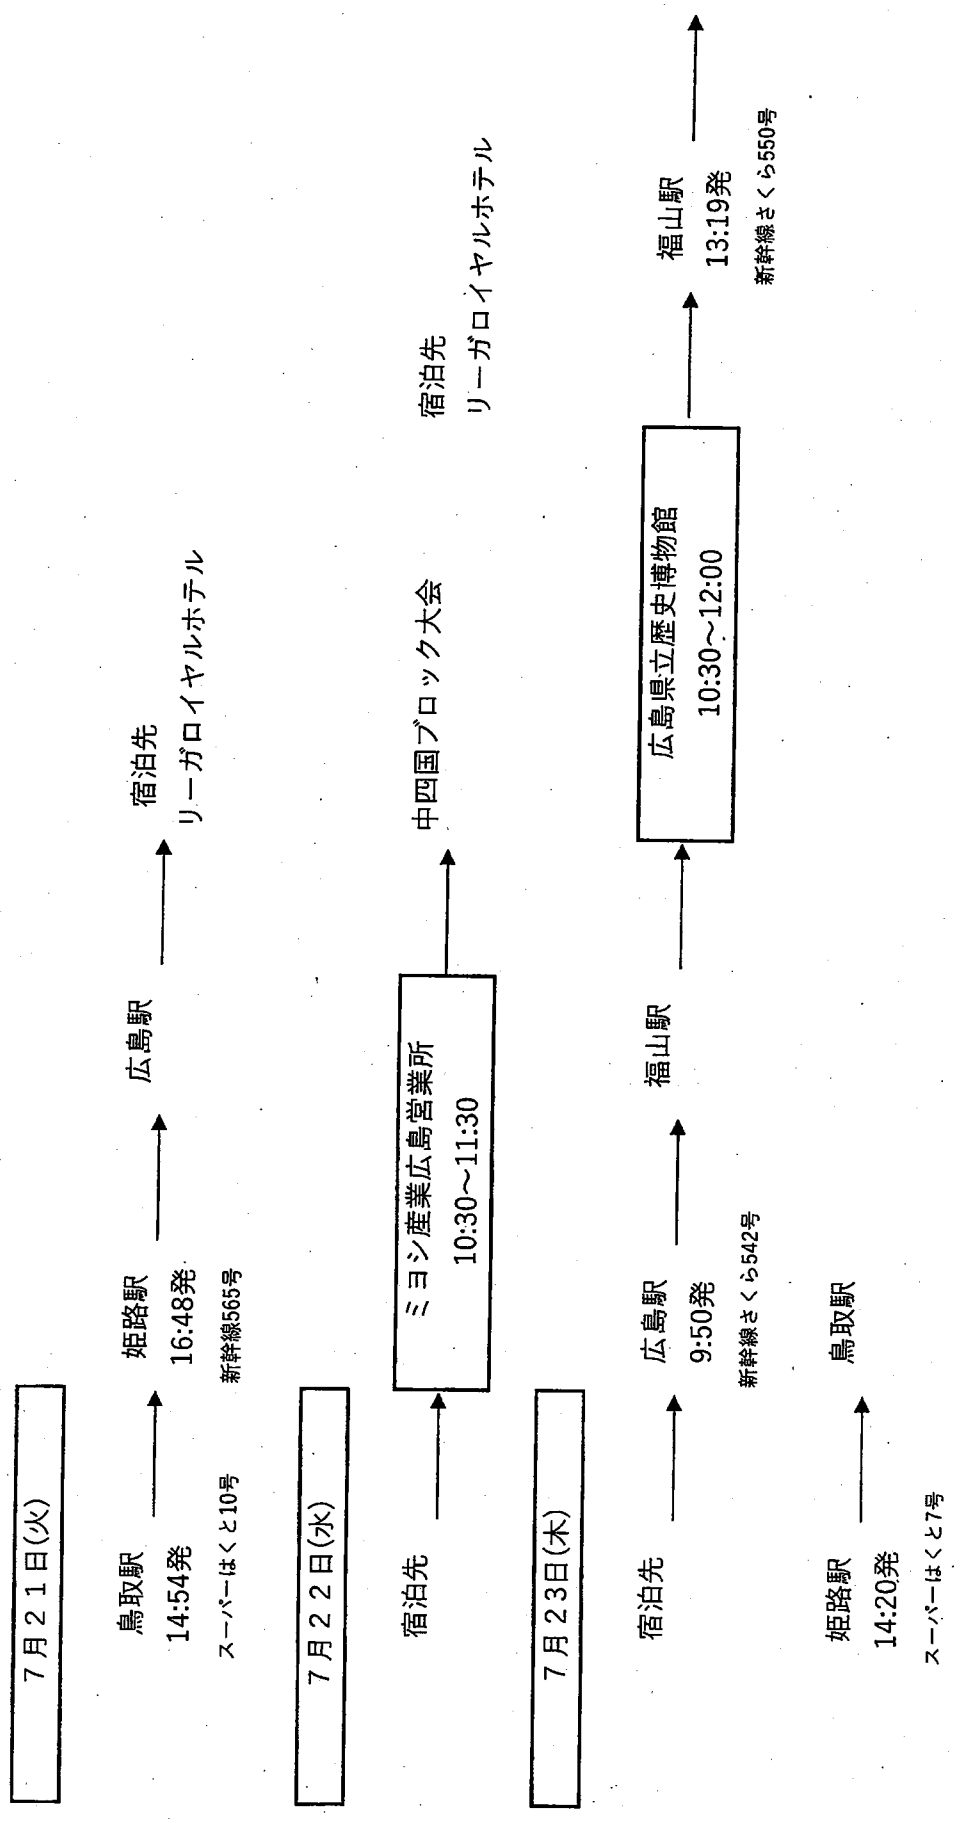 7月21日(火)
鳥取駅
14:54発
スーパーはくと10号
姫路駅
16:48発
新幹線565号
広島駅
宿泊先
リーガロイヤルホテル
7月22日(水)
宿泊先
ミヨシ産業広島営業所
10:30〜11:30
中四国ブロック大会
宿泊先
リーガロイヤルホテル
7月23日(木)
宿泊先
広島駅
9:50発
新幹線さくら542号
福山駅
広島県立歴史博物館
10:30〜12:00
福山駅
13:19発
新幹線さくら550号
姫路駅
14:20発
スーパーはくと7号
鳥取駅